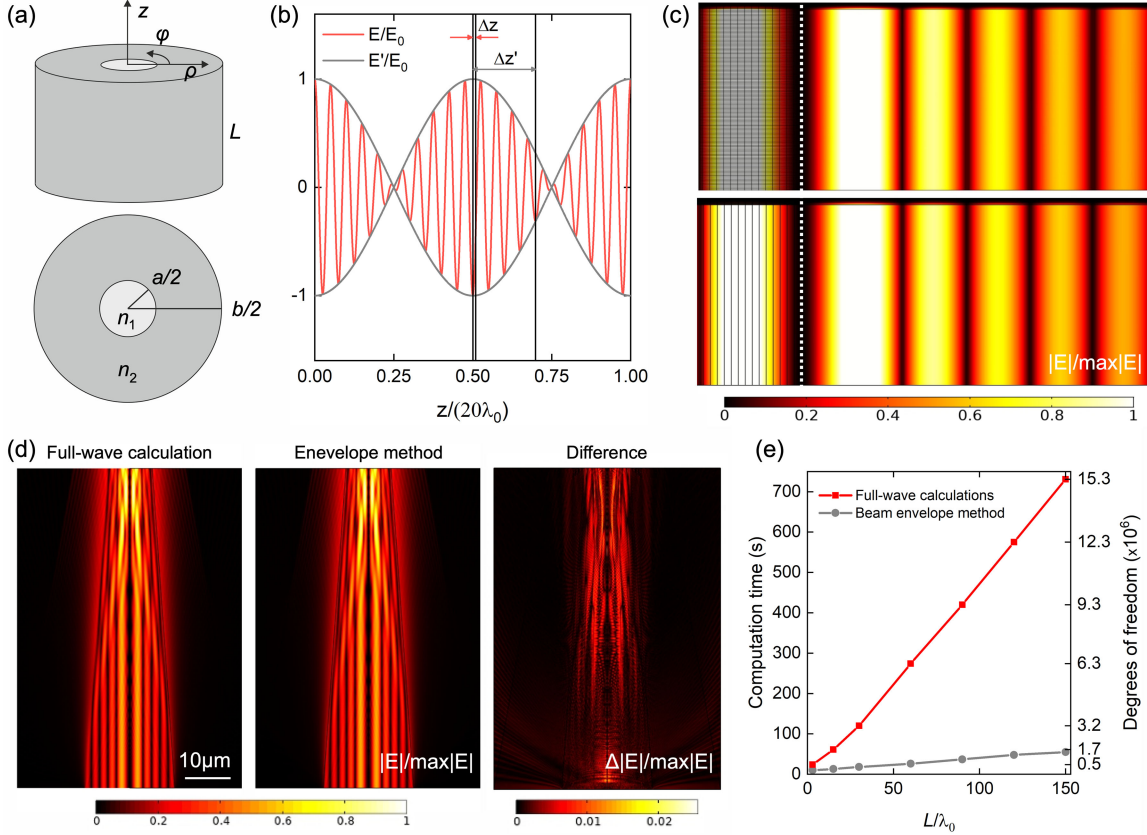 (a)
z
φ
ρ
L
a/2
b/2
n₁
n₂
(b)
E/E₀
E'/E₀
Δz
Δz'
1
0
-1
0.00 0.25 0.50 0.75 1.00
z/(20λ₀)
(c)
|E|/max|E|
0 0.2 0.4 0.6 0.8 1
(d)
Full-wave calculation
Enevelope method
Difference
10μm
|E|/max|E|
Δ|E|/max|E|
0 0.2 0.4 0.6 0.8 1
0 0.01 0.02
(e)
Full-wave calculations
Beam envelope method
Computation time (s)
700
600
500
400
300
200
100
0
0 50 100 150
L/λ₀
15.3
12.3
9.3
6.3
3.2
1.7
0.5
Degrees of freedom (×10⁶)